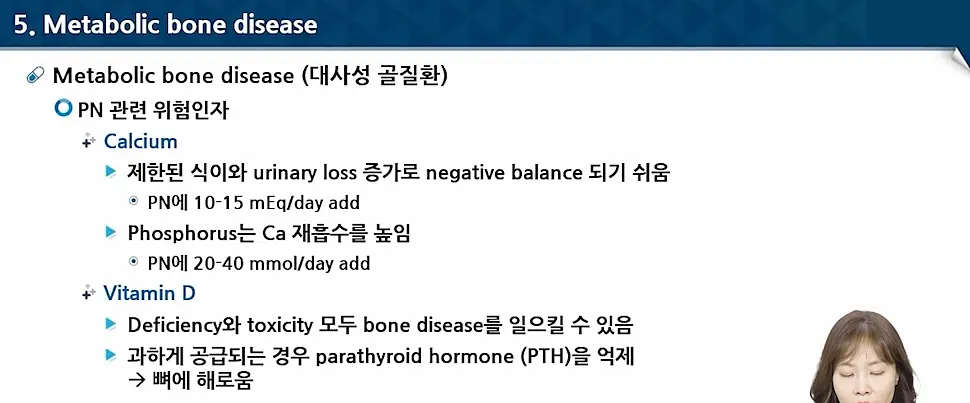 5. Metabolic bone disease
Metabolic bone disease (대사성 골질환)
PN 관련 위험인자
Calcium
제한된 식이와 urinary loss 증가로 negative balance 되기 쉬움
PN에 10-15 mEq/day add
Phosphorus는 Ca 재흡수를 높임
PN에 20-40 mmol/day add
Vitamin D
Deficiency와 toxicity 모두 bone disease를 일으킬 수 있음
과하게 공급되는 경우 parathyroid hormone (PTH)을 억제
→ 뼈에 해로움